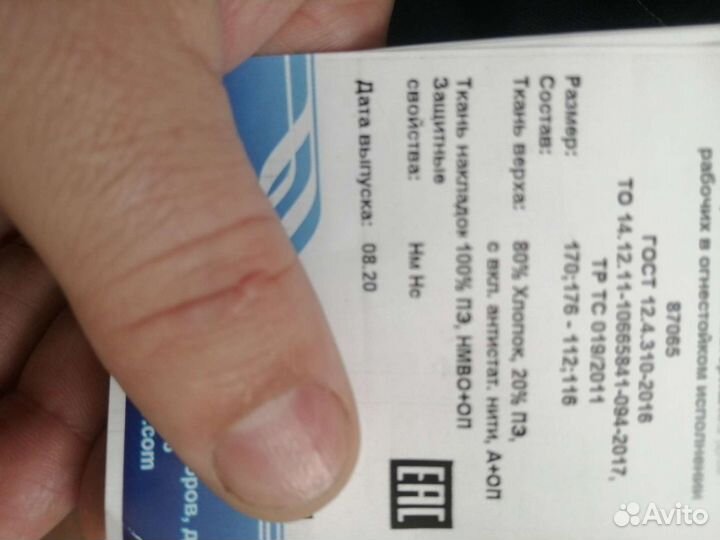 рабочих в огнестойком исполнении
87065
ГОСТ 12.4.310-2016
ТО 14.12.11-10665841-094-2017,
ТР ТС 019/2011
Размер: 170;176 - 112;116
Состав:
Ткань верха: 80% Хлопок, 20% ПЭ,
с вкл. антистат. нити, А+ОП
Ткань накладок 100% ПЭ, НМВО+ОП
Защитные
свойства: Нм Нс
Дата выпуска: 08.20
ЕАС
.com
Avito